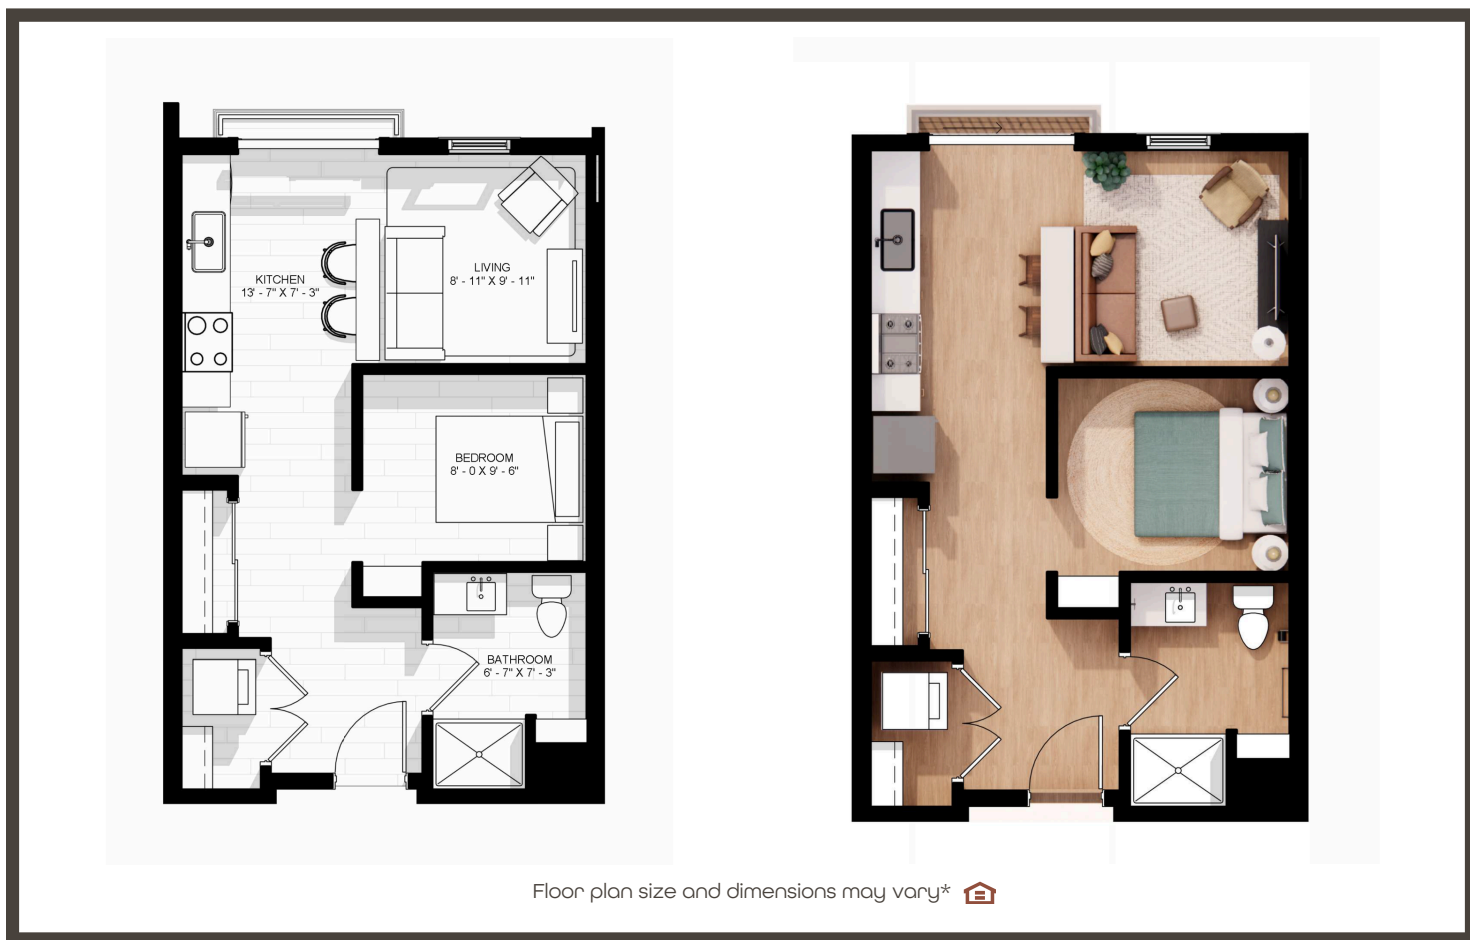 KITCHEN
13' - 7" X 7' - 3"
LIVING
8' - 11" X 9' - 11"
BEDROOM
8' - 0 X 9' - 6"
BATHROOM
6' - 7" X 7' - 3"
Floor plan size and dimensions may vary*